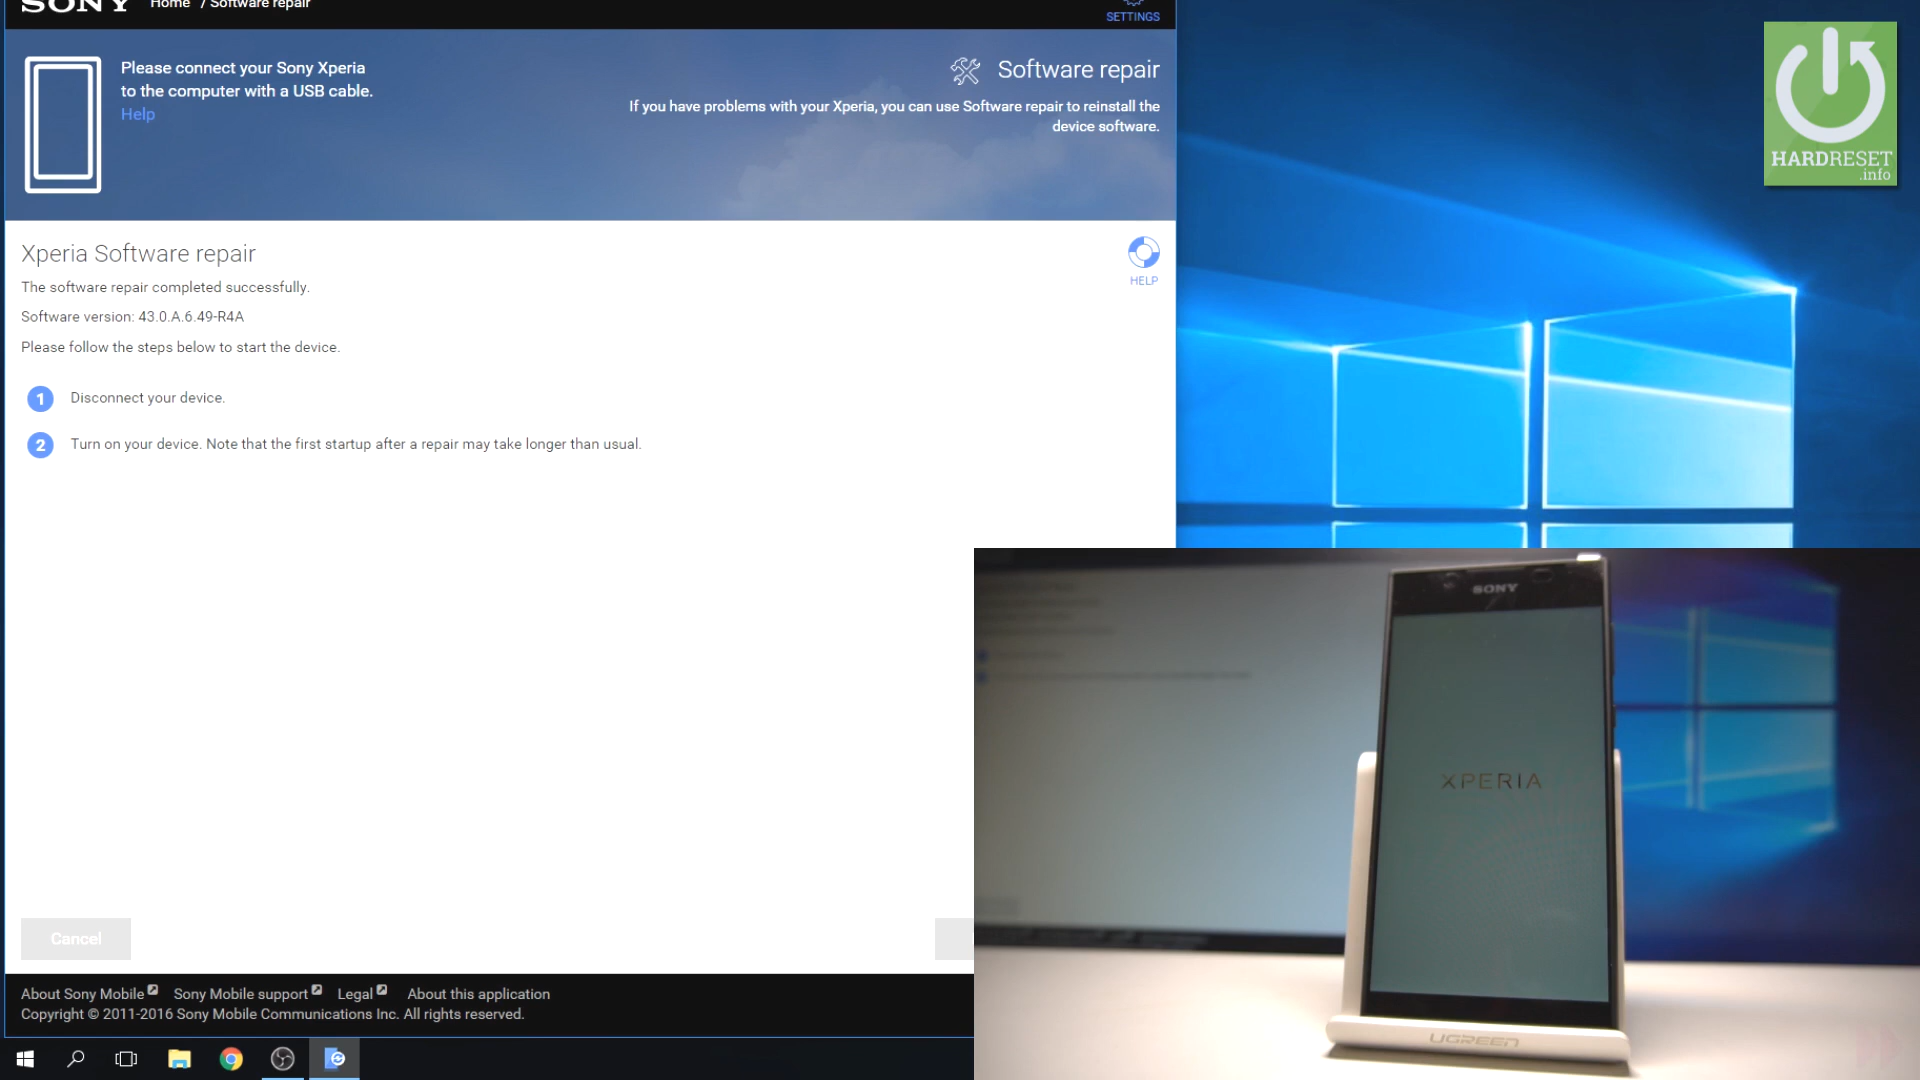 SONY
Home / Software repair
SETTINGS
Please connect your Sony Xperia
to the computer with a USB cable.
Help
Software repair
If you have problems with your Xperia, you can use Software repair to reinstall the
device software.
HARDRESET
.info
Xperia Software repair
HELP
The software repair completed successfully.
Software version: 43.0.A.6.49-R4A
Please follow the steps below to start the device.
1 Disconnect your device.
2 Turn on your device. Note that the first startup after a repair may take longer than usual.
SONY
XPERIA
UGREEN
Cancel
About Sony Mobile Sony Mobile support Legal About this application
Copyright © 2011-2016 Sony Mobile Communications Inc. All rights reserved.